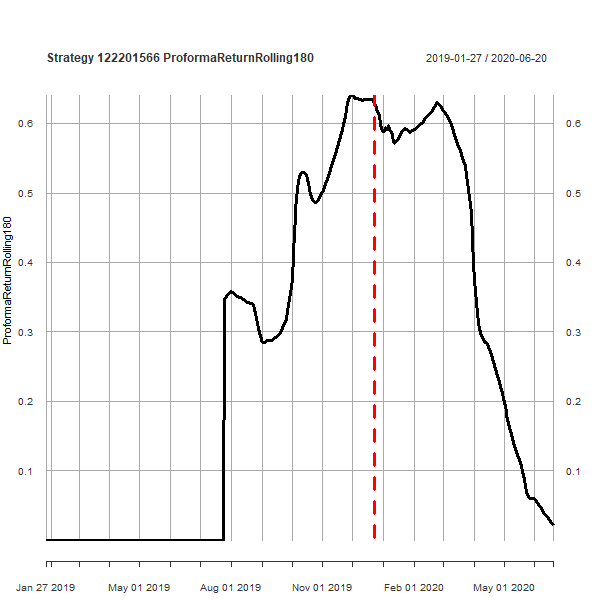 Strategy 122201566 ProformaReturnRolling180 2019-01-27 / 2020-06-20
ProformaReturnRolling180
0.6 0.6
0.5 0.5
0.4 0.4
0.3 0.3
0.2 0.2
0.1 0.1
Jan 27 2019 May 01 2019 Aug 01 2019 Nov 01 2019 Feb 01 2020 May 01 2020